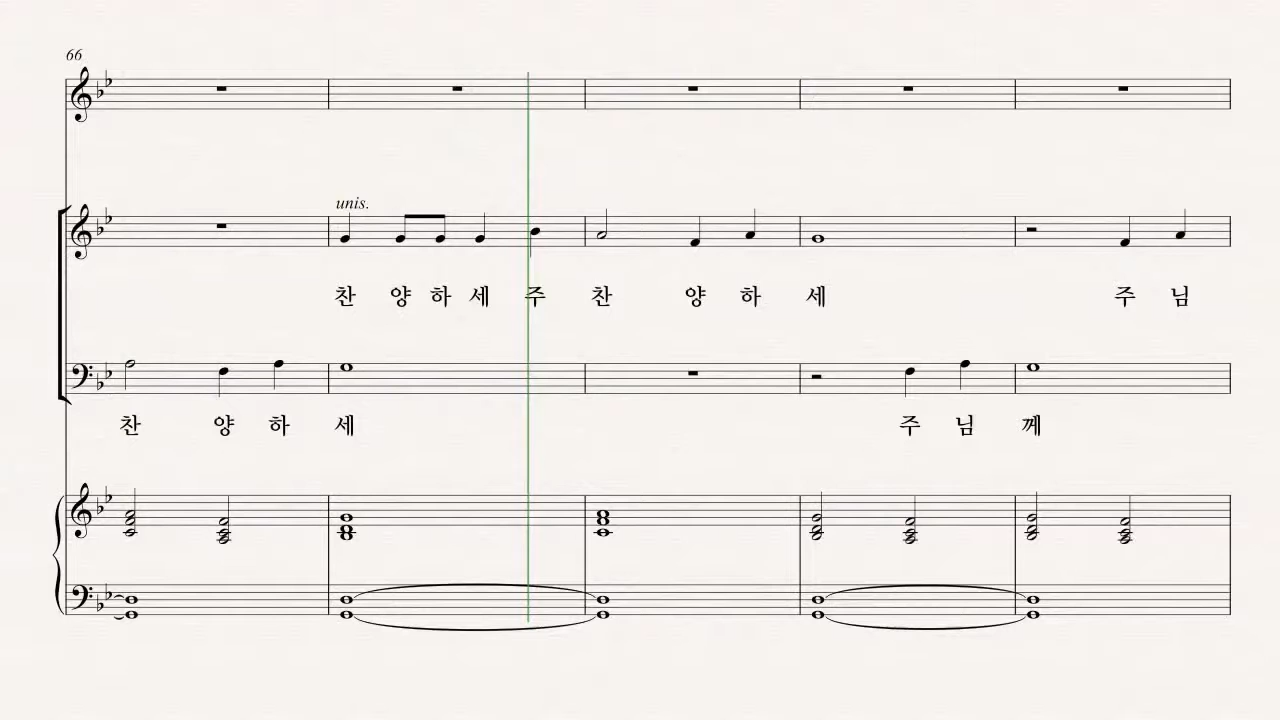 66
unis.
찬 양 하 세 주 찬 양 하 세 주 님
찬 양 하 세 주 님 께